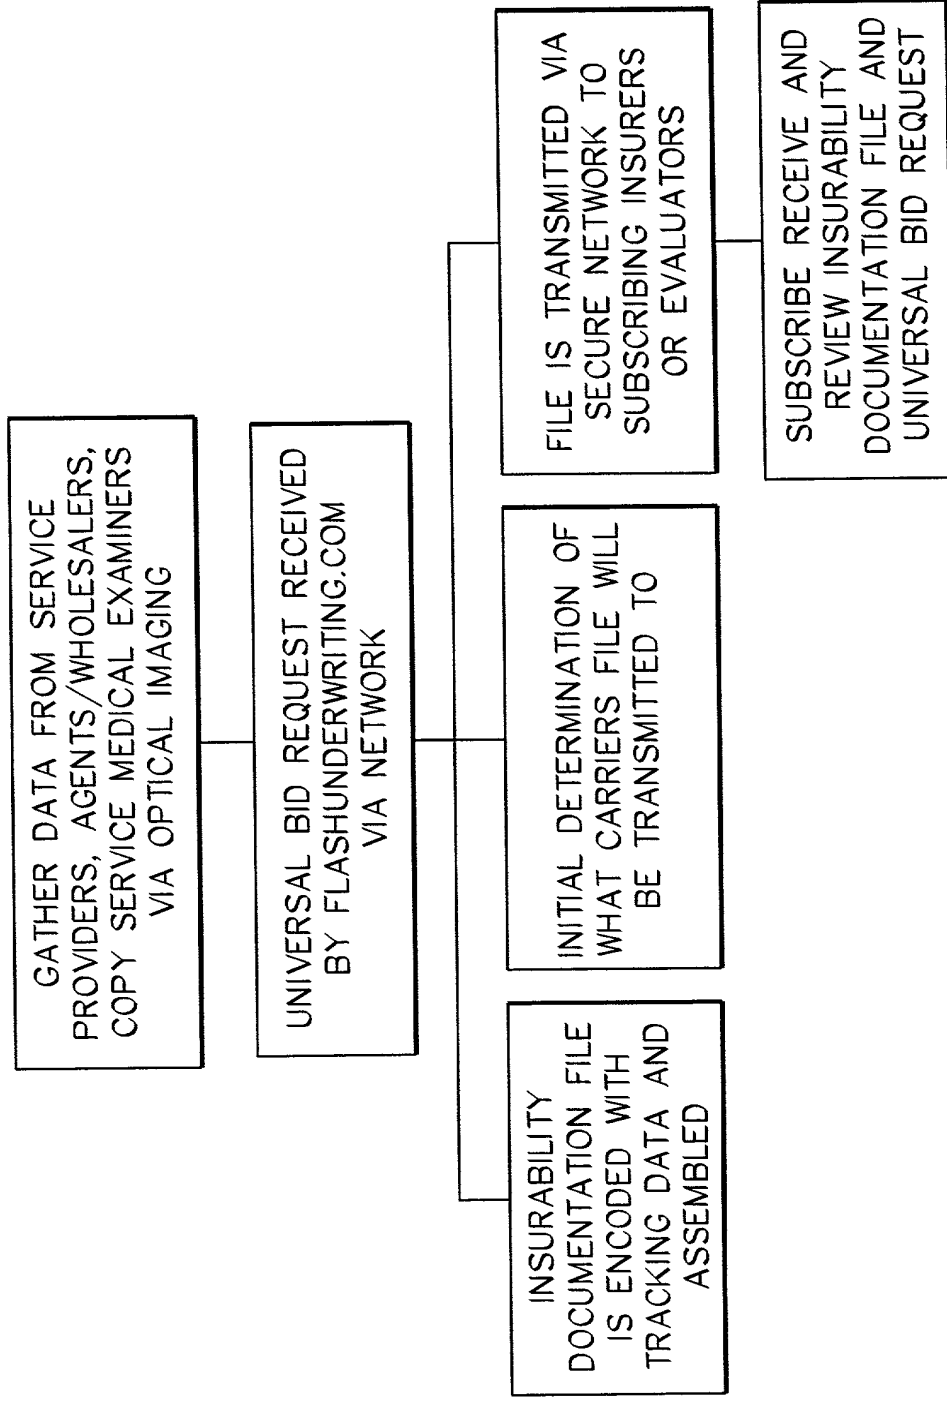 GATHER DATA FROM SERVICE
PROVIDERS, AGENTS/WHOLESALERS,
COPY SERVICE MEDICAL EXAMINERS
VIA OPTICAL IMAGING
UNIVERSAL BID REQUEST RECEIVED
BY FLASHUNDERWRITING.COM
VIA NETWORK
INSURABILITY
DOCUMENTATION FILE
IS ENCODED WITH
TRACKING DATA AND
ASSEMBLED
INITIAL DETERMINATION OF
WHAT CARRIERS FILE WILL
BE TRANSMITTED TO
FILE IS TRANSMITTED VIA
SECURE NETWORK TO
SUBSCRIBING INSURERS
OR EVALUATORS
SUBSCRIBE RECEIVE AND
REVIEW INSURABILITY
DOCUMENTATION FILE AND
UNIVERSAL BID REQUEST